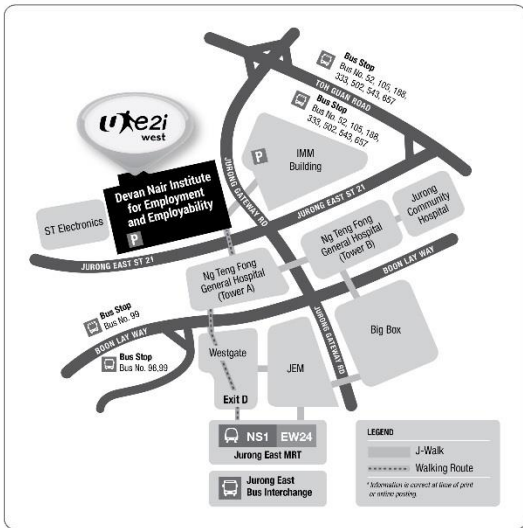 Bus Stop
Bus No. 52, 105, 188,
333, 502, 543, 657
TOH GUAN ROAD
Bus Stop
Bus No. 52, 105, 188,
333, 502, 543, 657
e2i
west
P
IMM
Building
JURONG GATEWAY RD
Devan Nair Institute
for Employment
and Employability
P
ST Electronics
JURONG EAST ST 21
JURONG EAST ST 21
Jurong
Community
Hospital
Ng Teng Fong
General Hospital
(Tower B)
Ng Teng Fong
General Hospital
(Tower A)
BOON LAY WAY
Bus Stop
Bus No. 99
BOON LAY WAY
JURONG GATEWAY RD
Big Box
Bus Stop
Bus No. 98,99
Westgate
JEM
Exit D
NS1 EW24
Jurong East MRT
Jurong East
Bus Interchange
LEGEND
J-Walk
Walking Route
* Information is correct at time of print
or online posting.